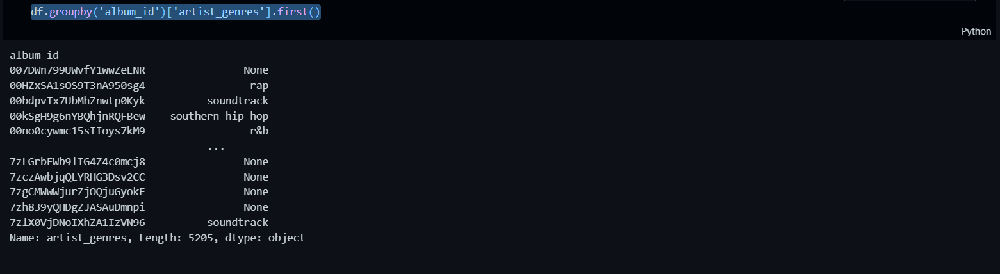 df.groupby('album_id')['artist_genres'].first()
Python
album_id
007DWn799UWvfY1wwZeENR None
00HZxSA1sOS9T3nA950sg4 rap
00bdpvTx7UbMhZnwtp0Kyk soundtrack
00kSgH9g6nYBQhjnRQFBew southern hip hop
00no0cywmc15sIIoys7kM9 r&b
...
7zLGrbFWb9lIG4Z4c0mcj8 None
7zczAwbjqQLYRHG3Dsv2CC None
7zgCMWwWjurZjOQjuGyokE None
7zh839yQHDgZJASAuDmnpi None
7zlX0VjDNoIXhZA1IzVN96 soundtrack
Name: artist_genres, Length: 5205, dtype: object